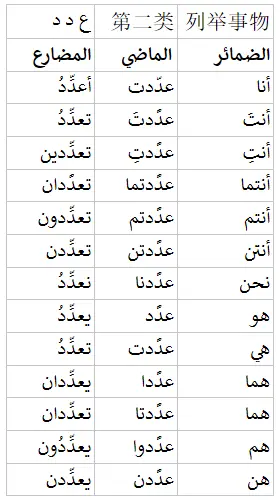 列举事物 第二类 ع د د
الضمائر الماضي المضارع
أنا عدّدت أعدِّدُ
أنتَ عدَّدتَ تعدِّدُ
أنتِ عدَّدتِ تعدِّدين
أنتما عدَّدتما تعدَّدان
أنتم عدَّدتم تعدِّدون
أنتن عدَّدتن تعدِّدن
نحن عدَّدنا نعدِّدُ
هو عدَّد يعدِّدُ
هي عدَّدت تعدِّدُ
هما عدَّدا يعدِّدان
هما عدَّدتا تعدِّدان
هم عدَّدوا يعدِّدُون
هن عدَّدن يعدِّدن